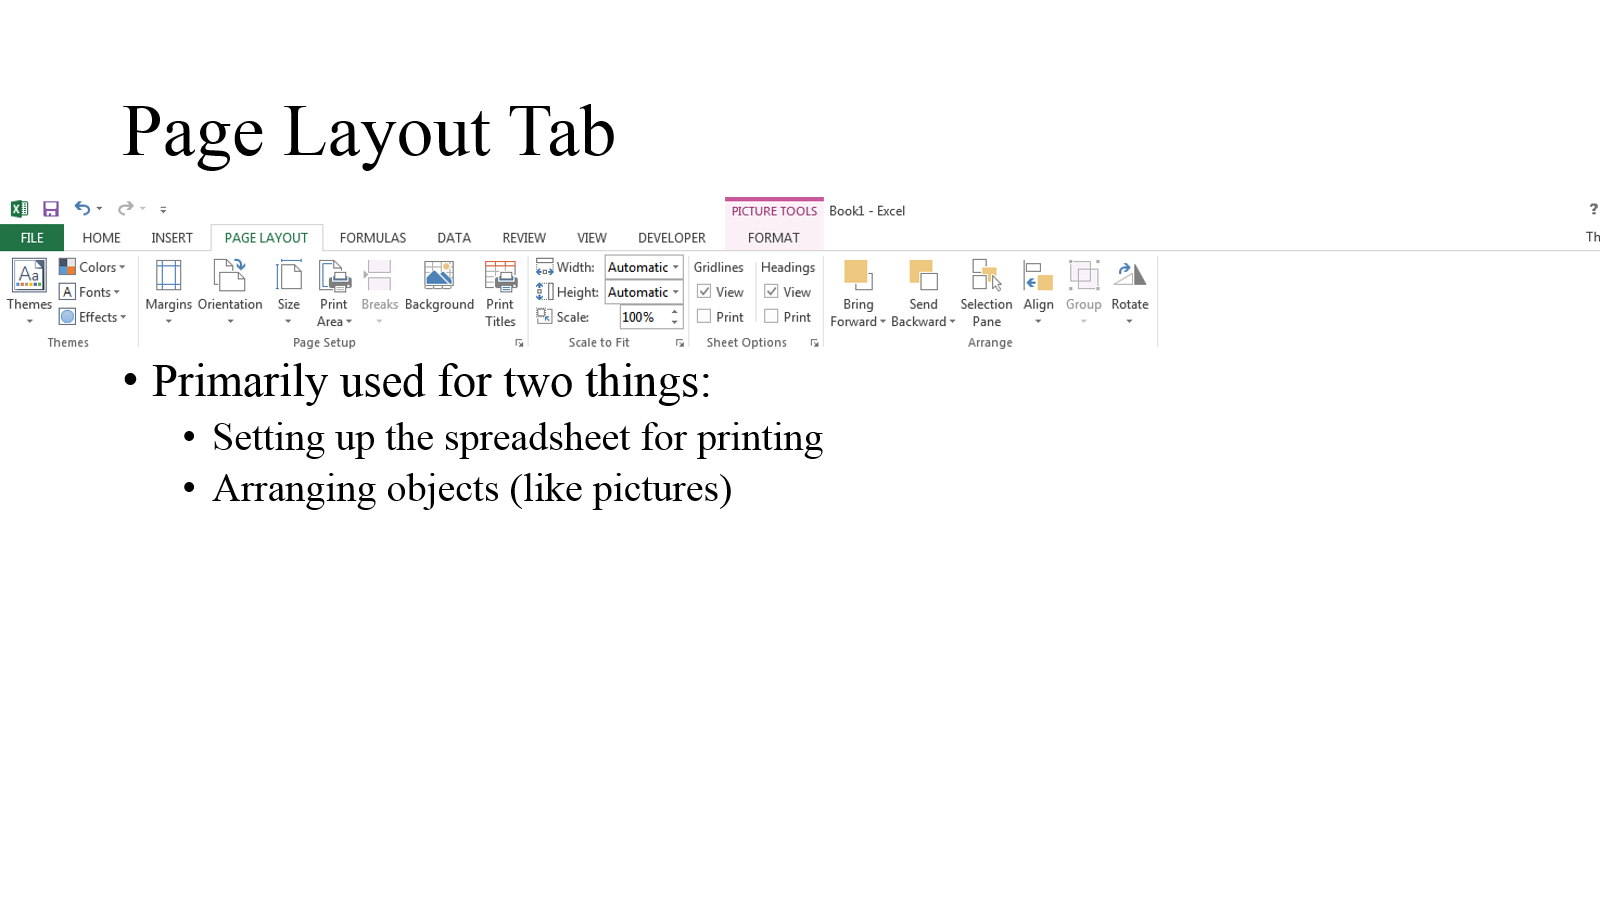 Page Layout Tab
PICTURE TOOLS Book1 - Excel ?
FILE HOME INSERT PAGE LAYOUT FORMULAS DATA REVIEW VIEW DEVELOPER FORMAT Th
Aa Colors Width: Automatic Gridlines Headings
A Fonts Height: Automatic View View
Themes Margins Orientation Size Print Breaks Background Print Bring Send Selection Align Group Rotate
Effects Area Titles Scale: 100% Print Print Forward Backward Pane
Themes Page Setup Scale to Fit Sheet Options Arrange
• Primarily used for two things:
• Setting up the spreadsheet for printing
• Arranging objects (like pictures)